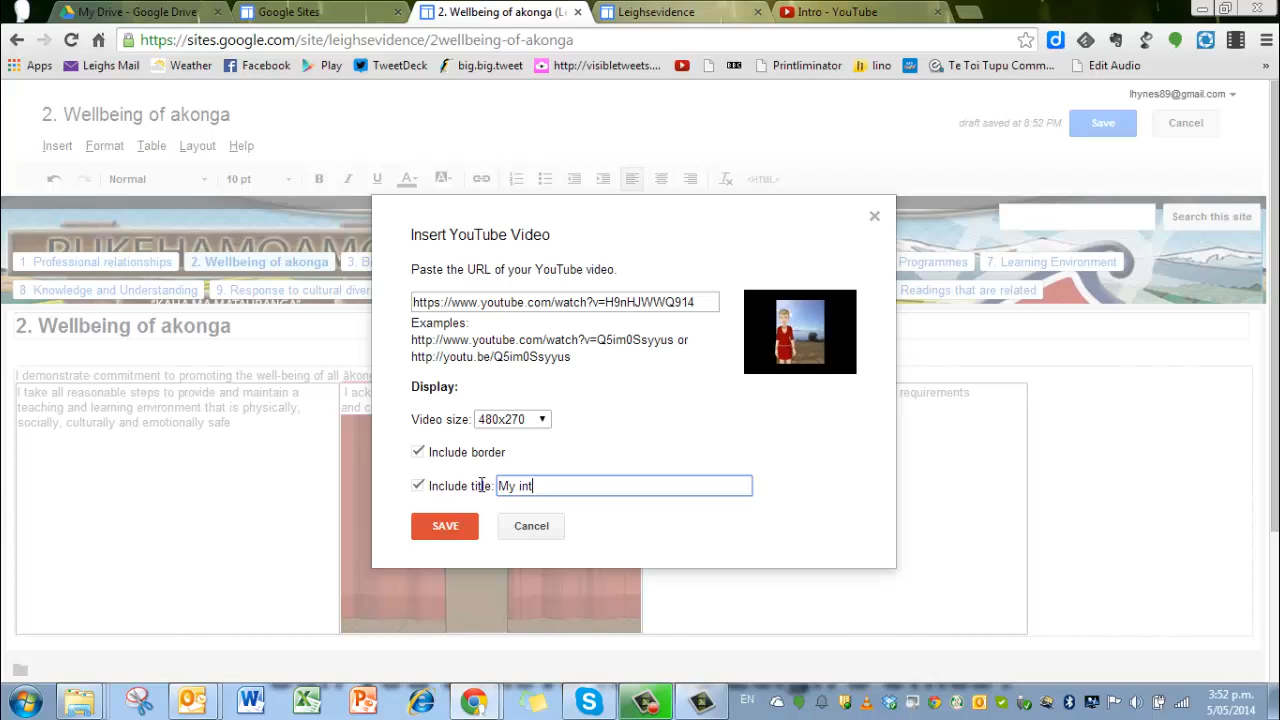 My Drive - Google Drive
Google Sites
2. Wellbeing of akonga (Le
Leighsevidence
Intro - YouTube
https://sites.google.com/site/leighsevidence/2wellbeing-of-akonga
Apps
Leighs Mail
Weather
Facebook
Play
TweetDeck
big.big.tweet
http://visibletweets....
Printliminator
lino
Te Toi Tupu Comm...
Edit Audio
»
lhynes89@gmail.com
2. Wellbeing of akonga
draft saved at 8:52 PM
Save
Cancel
Insert Format Table Layout Help
Normal
10 pt
B I U A
<HTML>
Search this site
PUKEHAMOAMO
1 Professional relationships
2. Wellbeing of akonga
3. B
Programmes
7. Learning Environment
8 Knowledge and Understanding
9. Response to cultural diver
Readings that are related
2. Wellbeing of akonga
I demonstrate commitment to promoting the well-being of all ākon
I take all reasonable steps to provide and maintain a
teaching and learning environment that is physically,
socially, culturally and emotionally safe
I ack
and c
requirements
Insert YouTube Video
Paste the URL of your YouTube video.
https://www.youtube.com/watch?v=H9nHJWWQ914
Examples:
http://www.youtube.com/watch?v=Q5im0Ssyyus or
http://youtu.be/Q5im0Ssyyus
Display:
Video size: 480x270
Include border
Include title: My int
SAVE
Cancel
EN
3:52 p.m.
5/05/2014